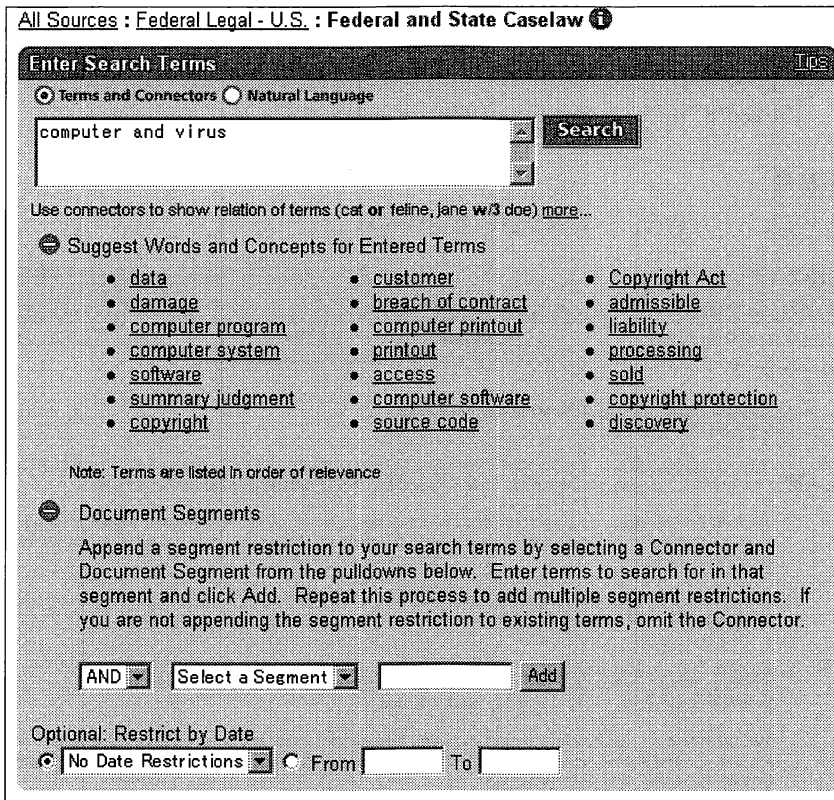 All Sources : Federal Legal - U.S. : Federal and State Caselaw i
Enter Search Terms Tips
Terms and Connectors Natural Language
computer and virus Search
Use connectors to show relation of terms (cat or feline, jane w/3 doe) more...
Suggest Words and Concepts for Entered Terms
• data • customer • Copyright Act
• damage • breach of contract • admissible
• computer program • computer printout • liability
• computer system • printout • processing
• software • access • sold
• summary judgment • computer software • copyright protection
• copyright • source code • discovery
Note: Terms are listed in order of relevance
Document Segments
Append a segment restriction to your search terms by selecting a Connector and
Document Segment from the pulldowns below. Enter terms to search for in that
segment and click Add. Repeat this process to add multiple segment restrictions. If
you are not appending the segment restriction to existing terms, omit the Connector.
AND Select a Segment Add
Optional: Restrict by Date
No Date Restrictions From To